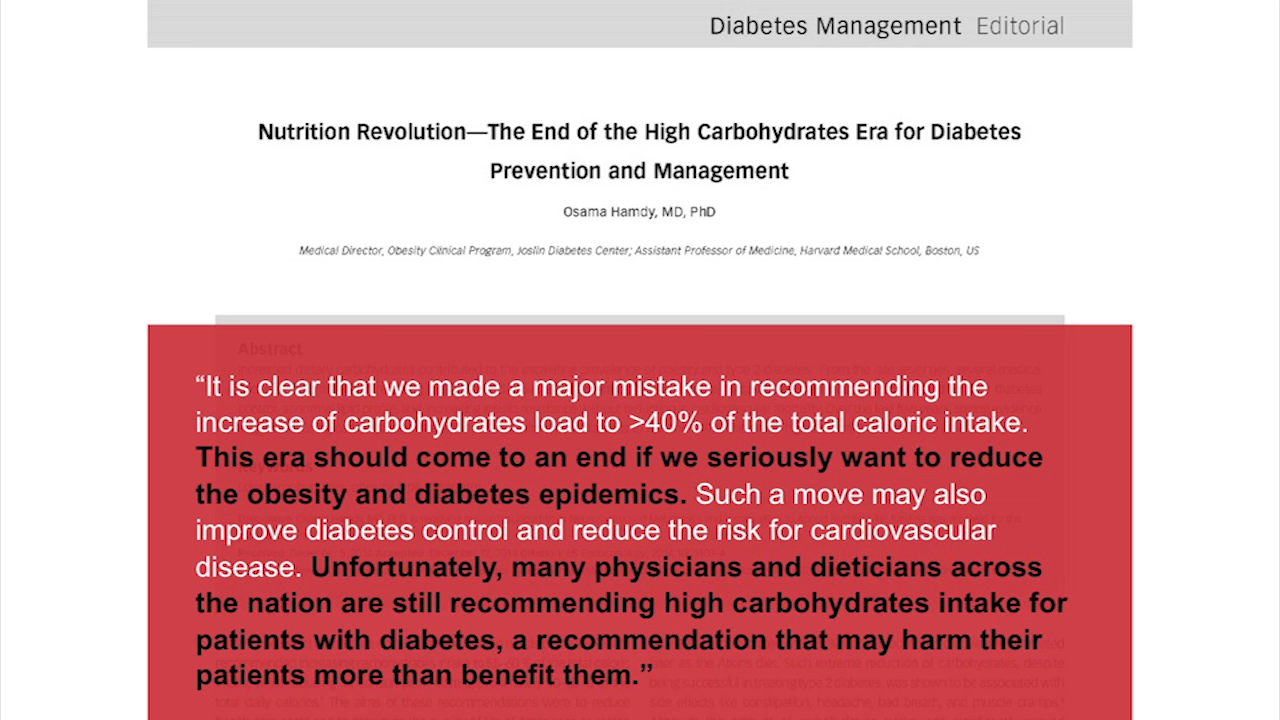 Diabetes Management Editorial
Nutrition Revolution—The End of the High Carbohydrates Era for Diabetes
Prevention and Management
Osama Hamdy, MD, PhD
Medical Director, Obesity Clinical Program, Joslin Diabetes Center; Assistant Professor of Medicine, Harvard Medical School, Boston, US
Abstract
“It is clear that we made a major mistake in recommending the
increase of carbohydrates load to >40% of the total caloric intake.
This era should come to an end if we seriously want to reduce
the obesity and diabetes epidemics. Such a move may also
improve diabetes control and reduce the risk for cardiovascular
disease. Unfortunately, many physicians and dieticians across
the nation are still recommending high carbohydrates intake for
patients with diabetes, a recommendation that may harm their
patients more than benefit them.”